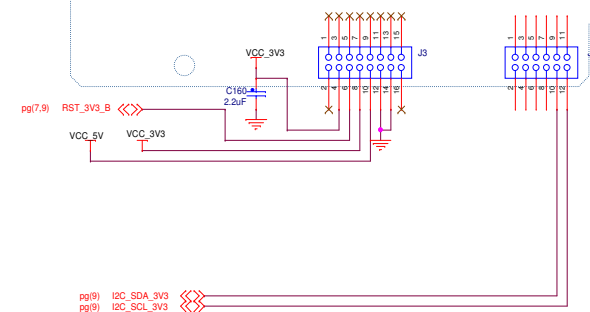 1 3 5 7 9 11 13 15
1 3 5 7 9 11
J3
VCC_3V3
2 4 6 8 10 12 14 16
2 4 6 8 10 12
C160
2.2uF
pg(7,9) RST_3V3_B
VCC_5V VCC_3V3
pg(9) I2C_SDA_3V3
pg(9) I2C_SCL_3V3